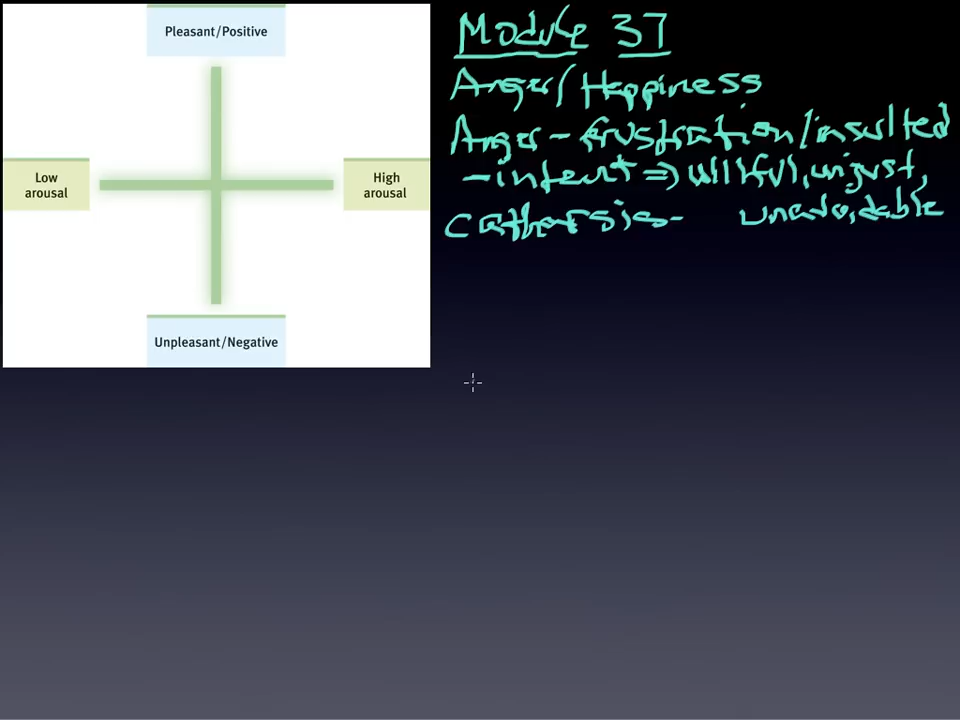 Pleasant/Positive
Low
arousal
High
arousal
Unpleasant/Negative
Module 37
Anger/Happiness
Anger - frustration/insulted
- intent ⇒ willful, unjust,
unavoidable
Catharsis -